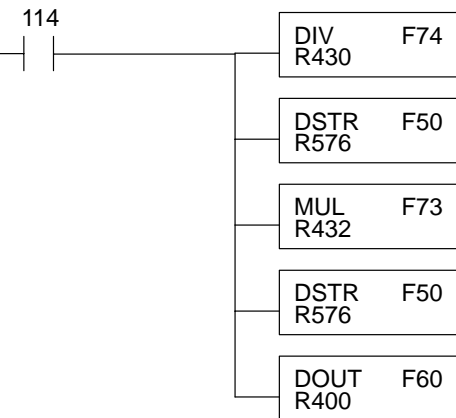 114
DIV F74
R430
DSTR F50
R576
MUL F73
R432
DSTR F50
R576
DOUT F60
R400